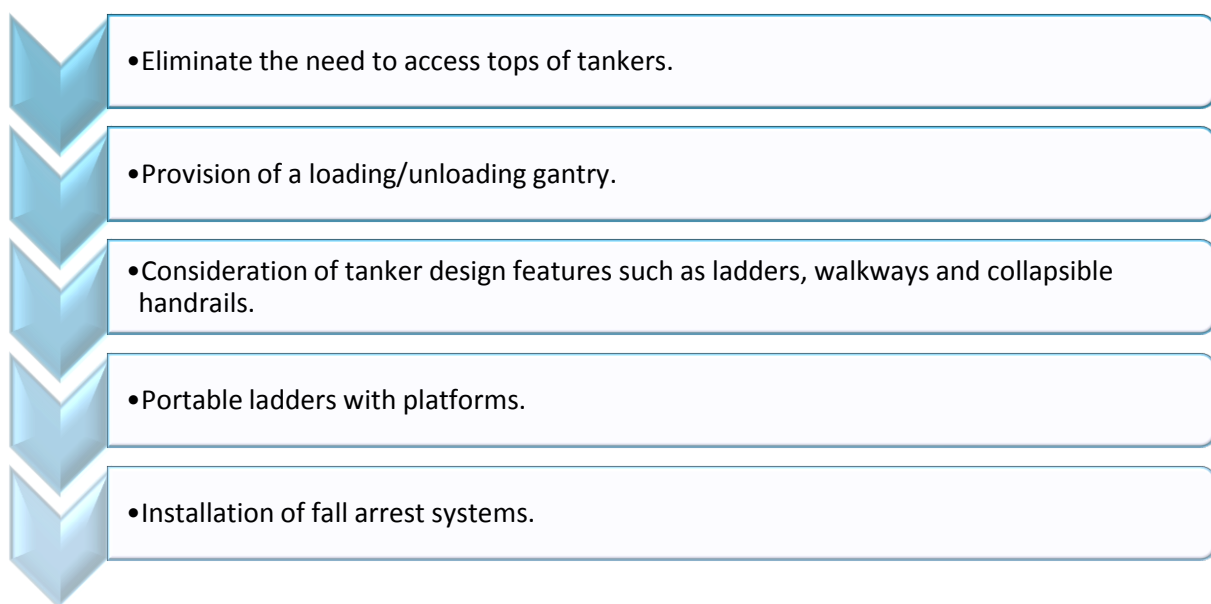 •Eliminate the need to access tops of tankers.
•Provision of a loading/unloading gantry.
•Consideration of tanker design features such as ladders, walkways and collapsible
handrails.
•Portable ladders with platforms.
•Installation of fall arrest systems.